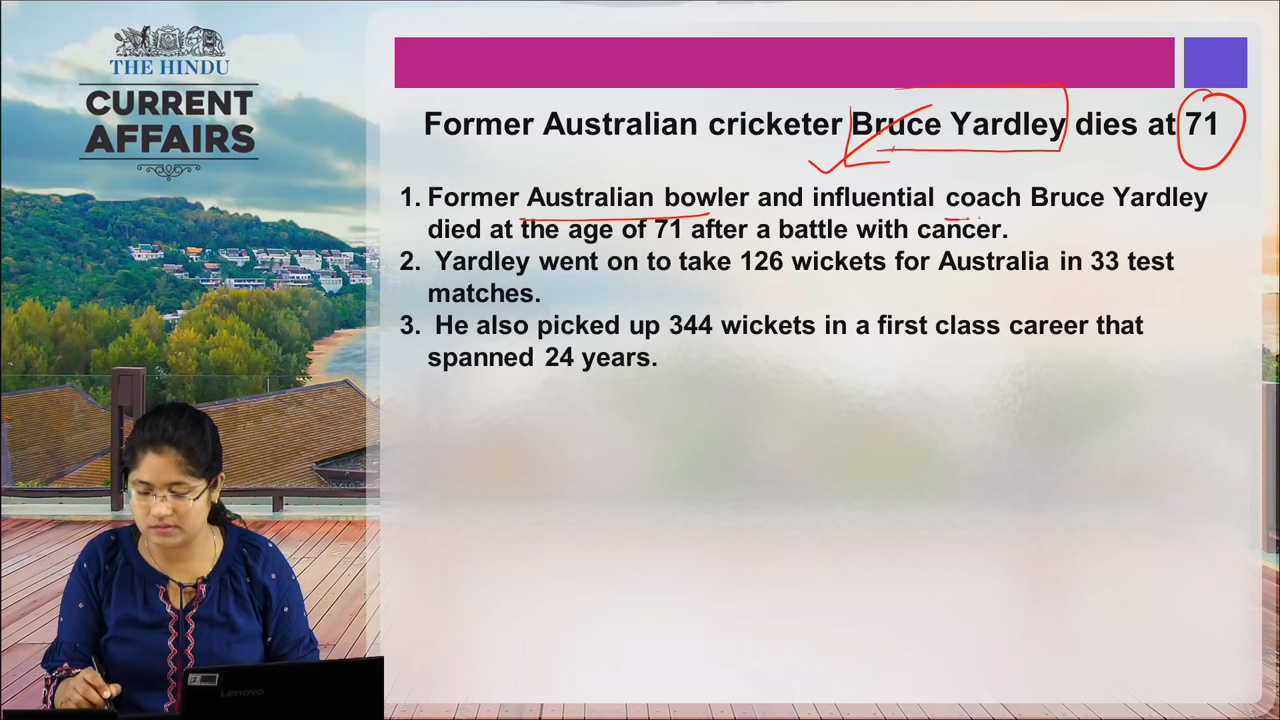 THE HINDU
CURRENT
AFFAIRS
Former Australian cricketer Bruce Yardley dies at 71
1. Former Australian bowler and influential coach Bruce Yardley
died at the age of 71 after a battle with cancer.
2. Yardley went on to take 126 wickets for Australia in 33 test
matches.
3. He also picked up 344 wickets in a first class career that
spanned 24 years.
Lenovo